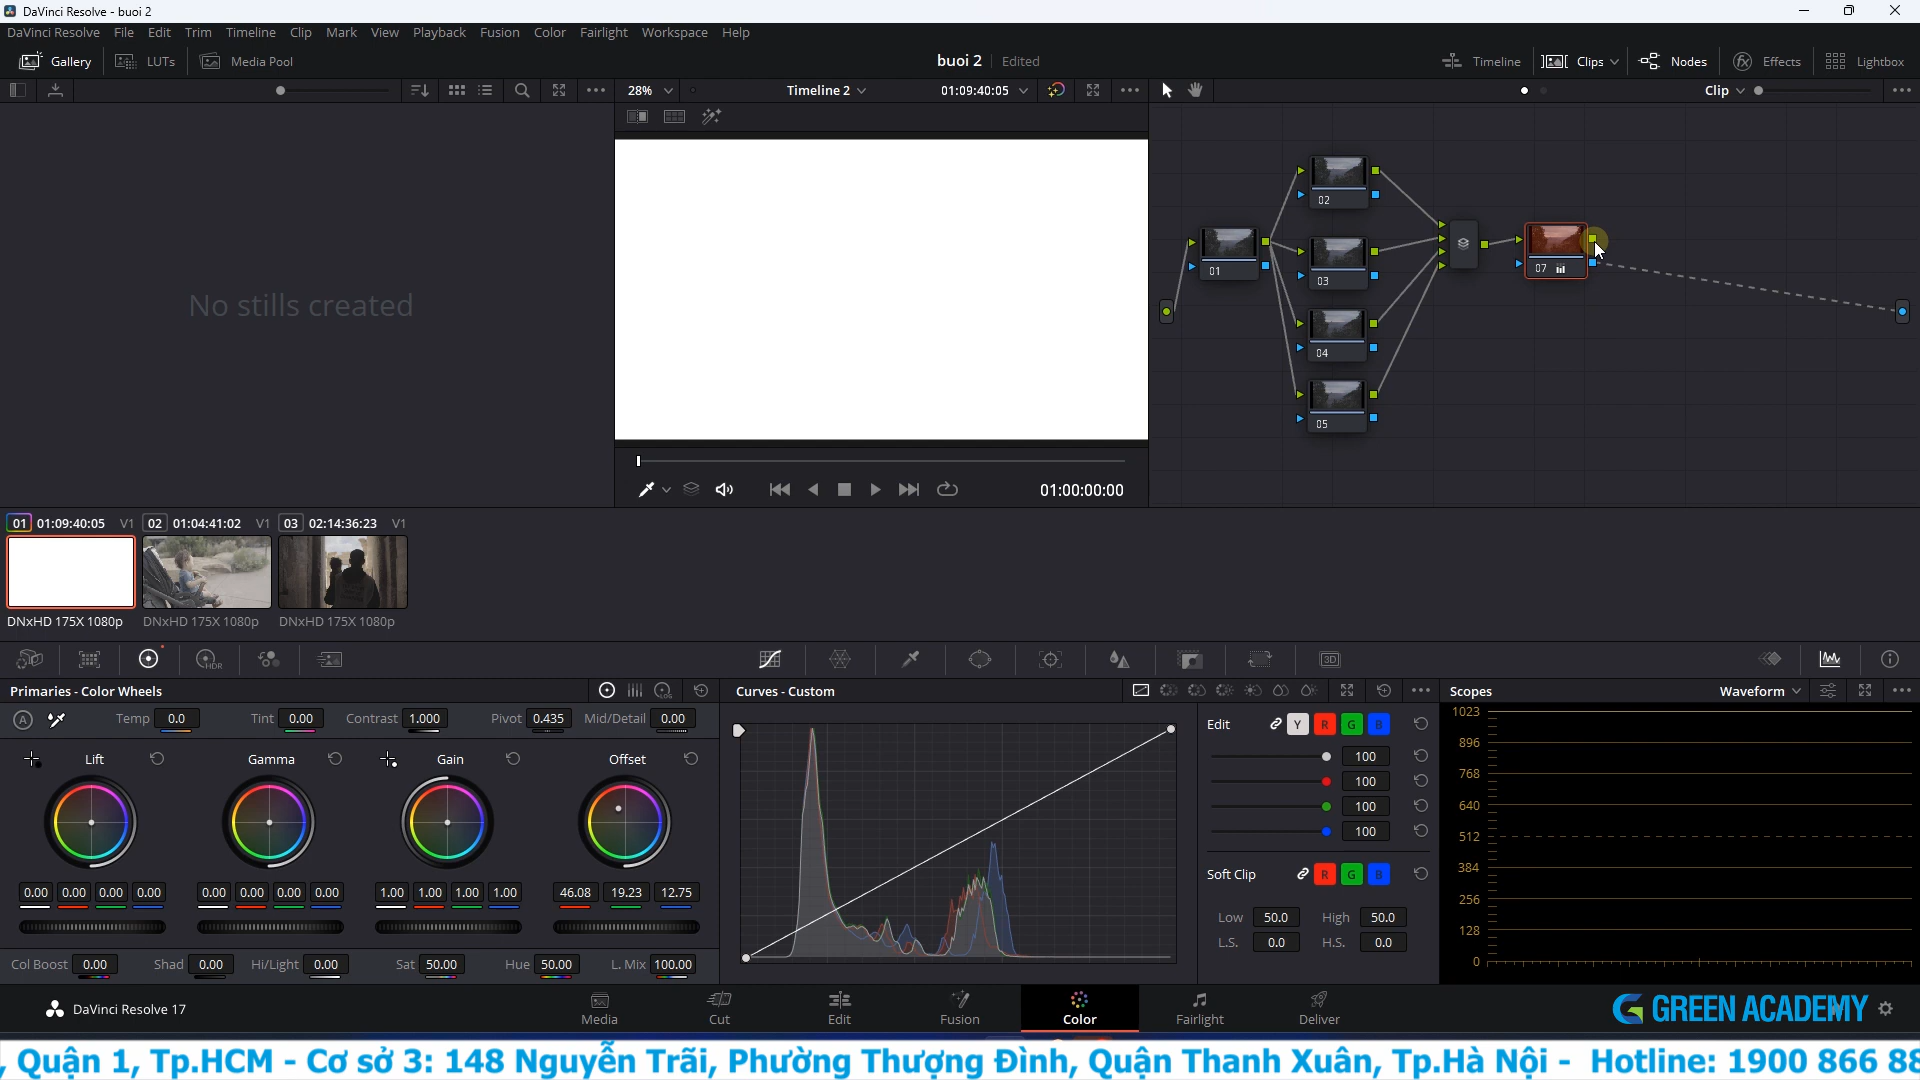 DaVinci Resolve - buoi 2
DaVinci Resolve File Edit Trim Timeline Clip Mark View Playback Fusion Color Fairlight Workspace Help
Gallery LUTs Media Pool buoi 2 Edited Timeline Clips Nodes Effects Lightbox
28% Timeline 2 01:09:40:05 Clip
No stills created
02
01
03
04
05
07
01:00:00:00
01 01:09:40:05 V1 02 01:04:41:02 V1 03 02:14:36:23 V1
DNxHD 175X 1080p DNxHD 175X 1080p DNxHD 175X 1080p
HDR 3D
Primaries - Color Wheels LOG Curves - Custom Scopes Waveform
A Temp 0.0 Tint 0.00 Contrast 1.000 Pivot 0.435 Mid/Detail 0.00
Lift Gamma Gain Offset
0.00 0.00 0.00 0.00 0.00 0.00 0.00 0.00 1.00 1.00 1.00 1.00 46.08 19.23 12.75
Col Boost 0.00 Shad 0.00 Hi/Light 0.00 Sat 50.00 Hue 50.00 L. Mix 100.00
Edit Y R G B
100
100
100
100
Soft Clip R G B
Low 50.0 High 50.0
L.S. 0.0 H.S. 0.0
1023
896
768
640
512
384
256
128
0
DaVinci Resolve 17 Media Cut Edit Fusion Color Fairlight Deliver
GREEN ACADEMY
, Quận 1, Tp.HCM - Cơ sở 3: 148 Nguyễn Trãi, Phường Thượng Đình, Quận Thanh Xuân, Tp.Hà Nội - Hotline: 1900 866 88